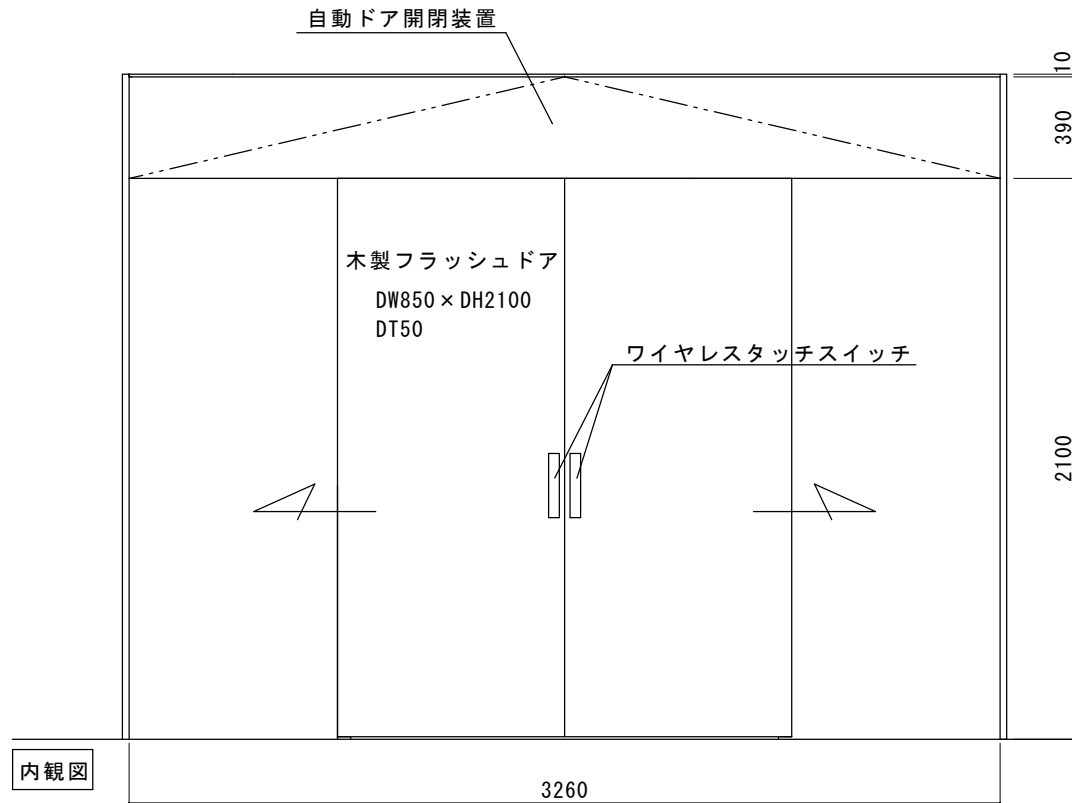 自動ドア開閉装置
10
390
木製フラッシュドア
DW850×DH2100
DT50
ワイヤレスタッチスイッチ
2100
内観図
3260